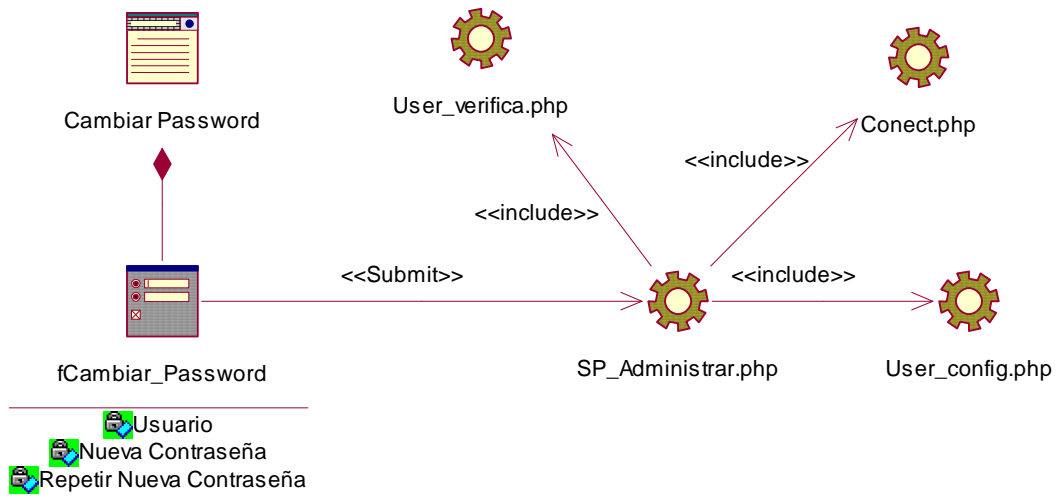 Cambiar Password
User_verifica.php
Conect.php
<<include>>
<<include>>
<<Submit>>
<<include>>
fCambiar_Password
SP_Administrar.php
User_config.php
Usuario
Nueva Contraseña
Repetir Nueva Contraseña